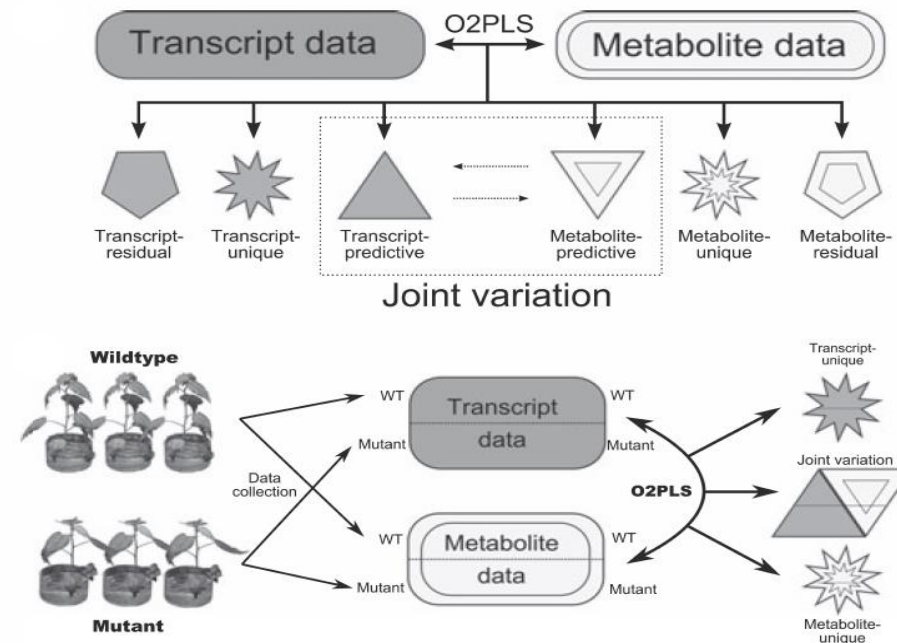 Transcript data
O2PLS
Metabolite data
Transcript-
residual
Transcript-
unique
Transcript-
predictive
Metabolite-
predictive
Metabolite-
unique
Metabolite-
residual
Joint variation
Wildtype
Mutant
Data
collection
WT
Mutant
Transcript
data
WT
Mutant
WT
Mutant
Metabolite
data
WT
Mutant
O2PLS
Transcript-
unique
Joint variation
Metabolite-
unique